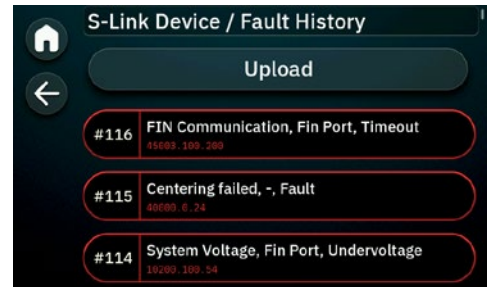 S-Link Device / Fault History
Upload
#116
FIN Communication, Fin Port, Timeout
45003.100.200
#115
Centering failed, -, Fault
40600.0.24
#114
System Voltage, Fin Port, Undervoltage
10200.100.54